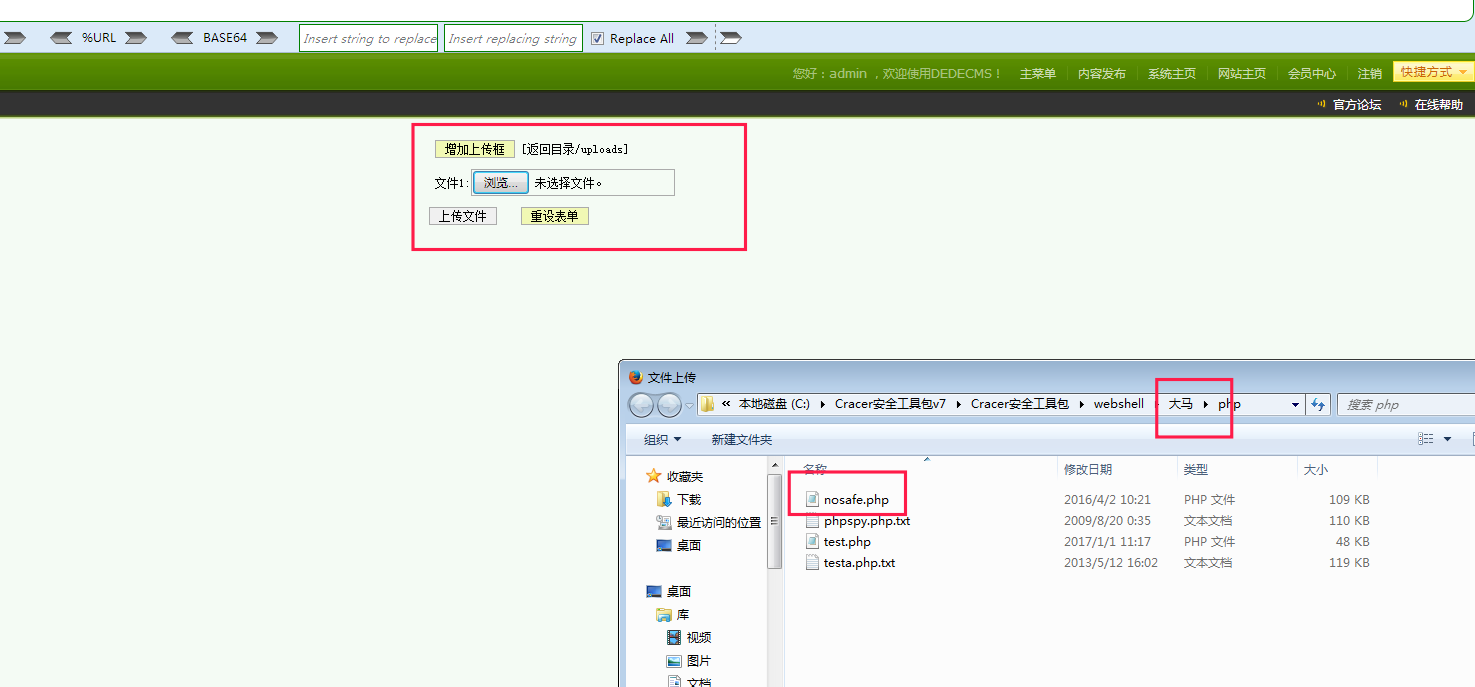 %URL BASE64 Insert string to replace Insert replacing string Replace All
您好：admin ，欢迎使用DEDECMS！ 主菜单 内容发布 系统主页 网站主页 会员中心 注销 快捷方式
官方论坛 在线帮助
增加上传框 [返回目录/uploads]
文件1: 浏览... 未选择文件。
上传文件 重设表单
文件上传
« 本地磁盘 (C:) Cracer安全工具包v7 Cracer安全工具包 webshell 大马 php 搜索 php
组织 新建文件夹
收藏夹
下载
最近访问的位置
桌面
桌面
库
视频
图片
文档
名称 修改日期 类型 大小
nosafe.php 2016/4/2 10:21 PHP 文件 109 KB
phpspy.php.txt 2009/8/20 0:35 文本文档 110 KB
test.php 2017/1/1 11:17 PHP 文件 48 KB
testa.php.txt 2013/5/12 16:02 文本文档 119 KB